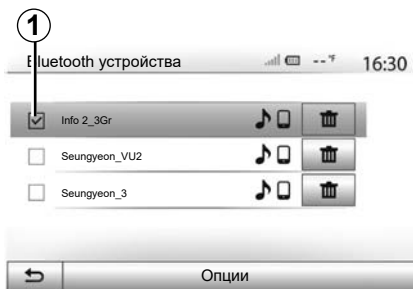 1
Bluetooth устройства -- °F 16:30
Info 2_3Gr
Seungyeon_VU2
Seungyeon_3
Опции